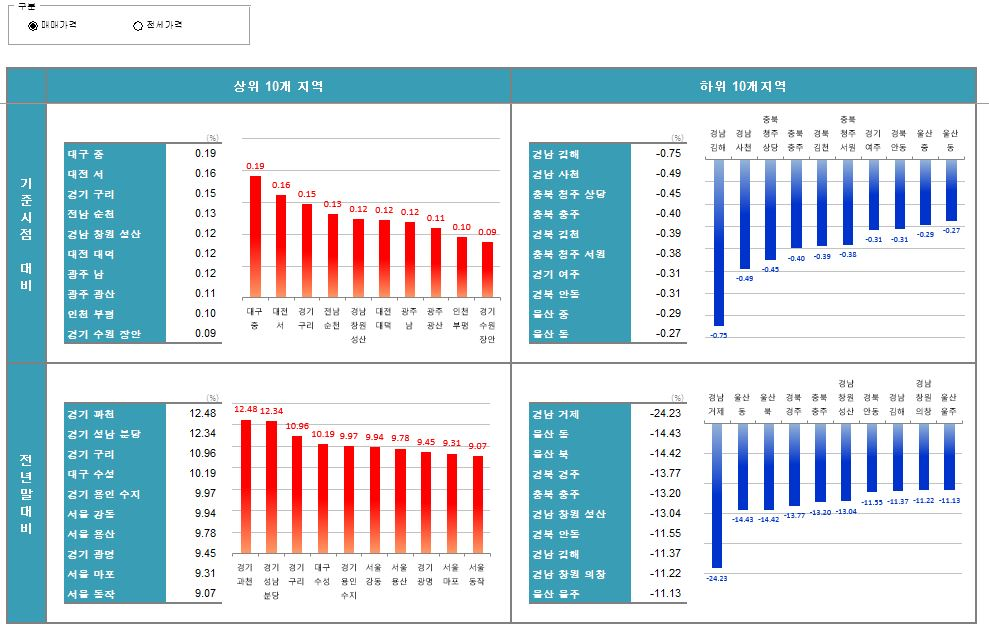 구분
매매가격 전세가격
상위 10개 지역 하위 10개지역
기준시점 대비
(%)
대구 중 0.19
대전 서 0.16
경기 구리 0.15
전남 순천 0.13
경남 창원 성산 0.12
대전 대덕 0.12
광주 남 0.12
광주 광산 0.11
인천 부평 0.10
경기 수원 장안 0.09
0.19 0.16 0.15 0.13 0.12 0.12 0.12 0.11 0.10 0.09
대구 대전 경기 전남 경남 대전 광주 광주 인천 경기
중 서 구리 순천 창원 대덕 남 광산 부평 수원
성산 장안
(%)
경남 김해 -0.75
경남 사천 -0.49
충북 청주 상당 -0.45
충북 충주 -0.40
경북 김천 -0.39
충북 청주 서원 -0.38
경기 여주 -0.31
경북 안동 -0.31
울산 중 -0.29
울산 동 -0.27
충북 충북
경남 경남 청주 충북 경북 청주 경기 경북 울산 울산
김해 사천 상당 충주 김천 서원 여주 안동 중 동
-0.75 -0.49 -0.45 -0.40 -0.39 -0.38 -0.31 -0.31 -0.29 -0.27
전년말대비
(%)
경기 과천 12.48
경기 성남 분당 12.34
경기 구리 10.96
대구 수성 10.19
경기 용인 수지 9.97
서울 강동 9.94
서울 용산 9.78
경기 광명 9.45
서울 마포 9.31
서울 동작 9.07
12.48 12.34 10.96 10.19 9.97 9.94 9.78 9.45 9.31 9.07
경기 경기 경기 대구 경기 서울 서울 경기 서울 서울
과천 성남 구리 수성 용인 강동 용산 광명 마포 동작
분당 수지
(%)
경남 거제 -24.23
울산 동 -14.43
울산 북 -14.42
경북 경주 -13.77
충북 충주 -13.20
경남 창원 성산 -13.04
경북 안동 -11.55
경남 김해 -11.37
경남 창원 의창 -11.22
울산 울주 -11.13
경남 경남
경남 울산 울산 경북 충북 창원 경북 경남 창원 울산
거제 동 북 경주 충주 성산 안동 김해 의창 울주
-24.23 -14.43 -14.42 -13.77 -13.20 -13.04 -11.55 -11.37 -11.22 -11.13